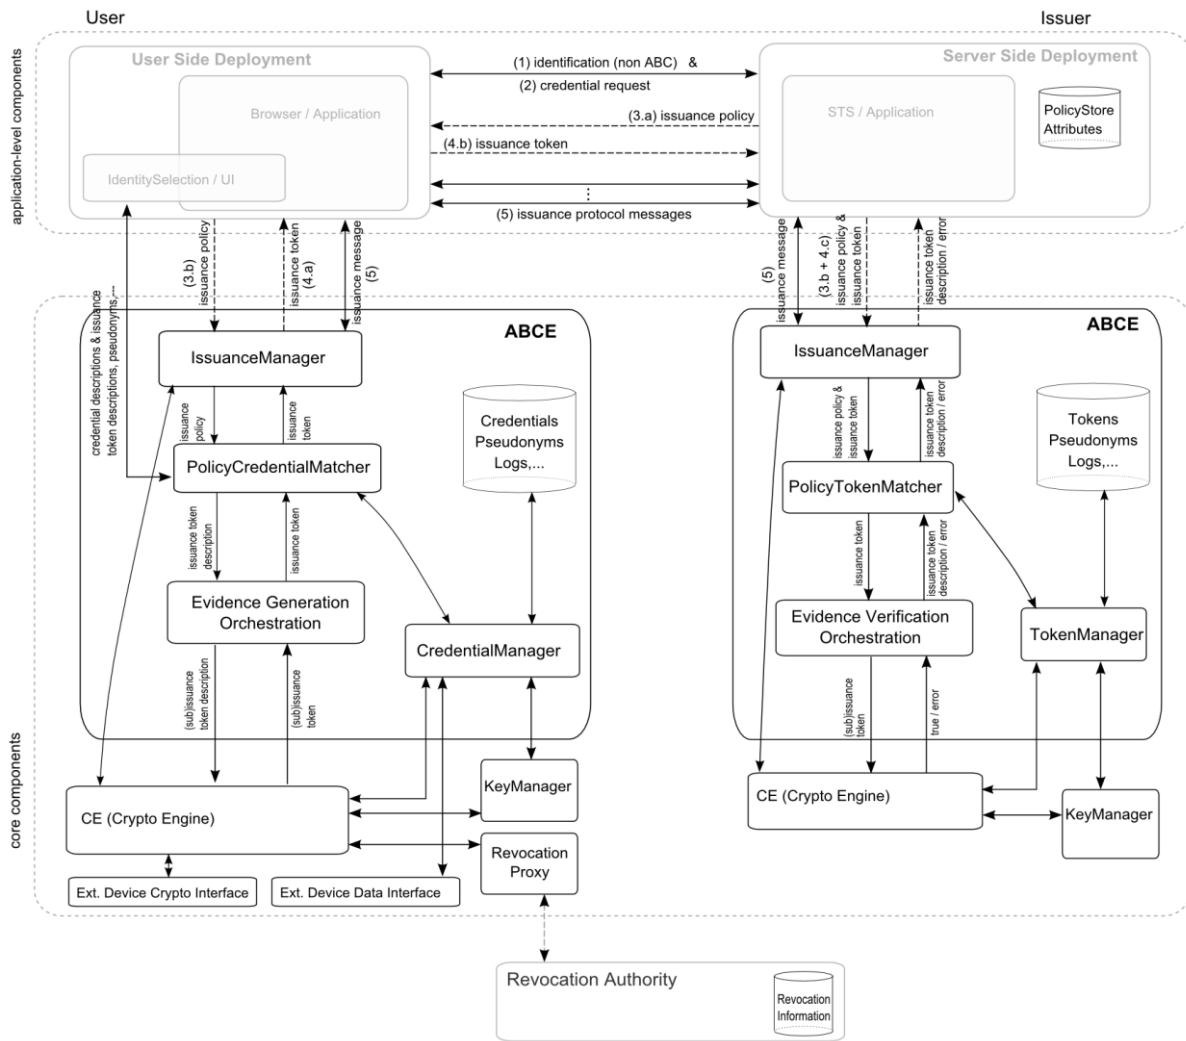 User
Issuer
application-level components
User Side Deployment
Browser / Application
IdentitySelection / UI
(1) identification (non ABC) &
(2) credential request
(3.a) issuance policy
(4.b) issuance token
(5) issuance protocol messages
Server Side Deployment
STS / Application
PolicyStore
Attributes
(3.b)
issuance policy
issuance token
(4.a)
issuance message
(5)
(5)
issuance message
(3.b + 4.c)
issuance policy &
issuance token
issuance token
description / error
credential descriptions & issuance
token descriptions, pseudonyms,...
core components
ABCE
IssuanceManager
issuance
policy
issuance
token
PolicyCredentialMatcher
Credentials
Pseudonyms
Logs,...
issuance token
description
issuance token
Evidence Generation
Orchestration
CredentialManager
(sub)issuance
token description
(sub)issuance
token
CE (Crypto Engine)
KeyManager
Revocation
Proxy
Ext. Device Crypto Interface
Ext. Device Data Interface
ABCE
IssuanceManager
issuance policy &
issuance token
issuance token
description / error
PolicyTokenMatcher
Tokens
Pseudonyms
Logs,...
issuance token
issuance token
description / error
Evidence Verification
Orchestration
TokenManager
(sub)issuance
token
true / error
CE (Crypto Engine)
KeyManager
Revocation Authority
Revocation
Information